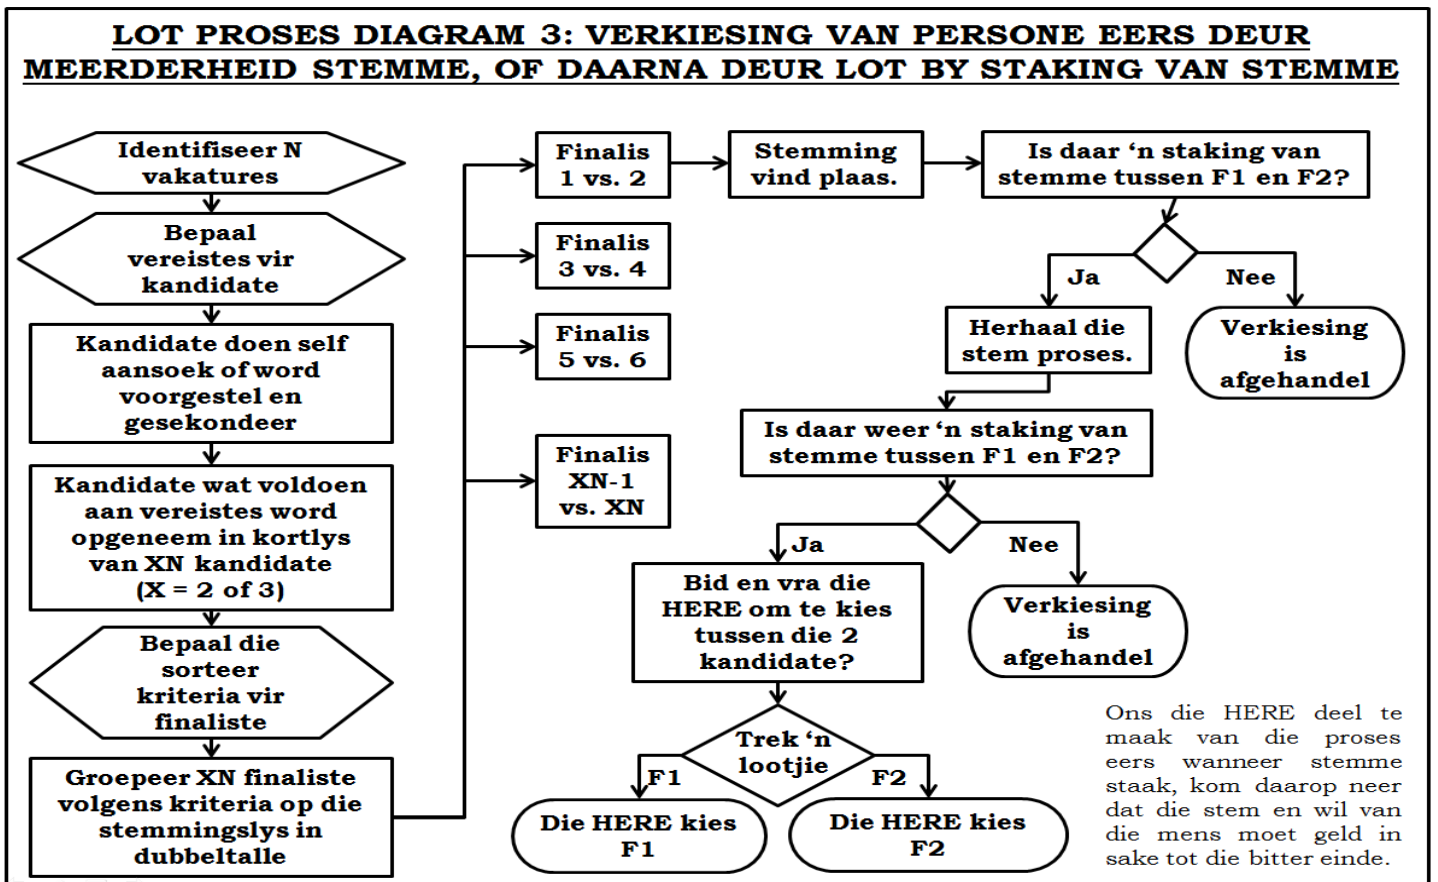 LOT PROSES DIAGRAM 3: VERKIESING VAN PERSONE EERS DEUR
MEERDERHEID STEMME, OF DAARNA DEUR LOT BY STAKING VAN STEMME
Identifiseer N
vakatures
Bepaal
vereistes vir
kandidate
Kandidate doen self
aansoek of word
voorgestel en
gesekondeer
Kandidate wat voldoen
aan vereistes word
opgeneem in kortlys
van XN kandidate
(X = 2 of 3)
Bepaal die
sorteer
kriteria vir
finaliste
Groepeer XN finaliste
volgens kriteria op die
stemmingslys in
dubbeltalle
Finalis
1 vs. 2
Finalis
3 vs. 4
Finalis
5 vs. 6
Finalis
XN-1
vs. XN
Stemming
vind plaas.
Is daar ‘n staking van
stemme tussen F1 en F2?
Ja
Nee
Herhaal die
stem proses.
Verkiesing
is
afgehandel
Is daar weer ‘n staking van
stemme tussen F1 en F2?
Ja
Nee
Bid en vra die
HERE om te kies
tussen die 2
kandidate?
Verkiesing
is
afgehandel
Trek ‘n
lootjie
F1
F2
Die HERE kies
F1
Die HERE kies
F2
Ons die HERE deel te
maak van die proses
eers wanneer stemme
staak, kom daarop neer
dat die stem en wil van
die mens moet geld in
sake tot die bitter einde.